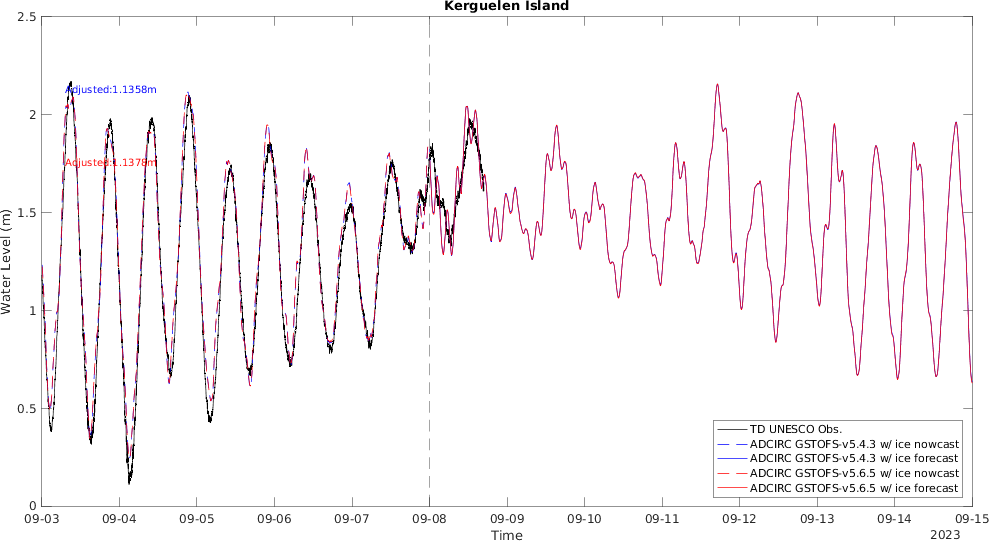 Kerguelen Island
2.5
2
1.5
1
0.5
0
Water Level (m)
Adjusted:1.1358m
Adjusted:1.1378m
TD UNESCO Obs.
ADCIRC GSTOFS-v5.4.3 w/ ice nowcast
ADCIRC GSTOFS-v5.4.3 w/ ice forecast
ADCIRC GSTOFS-v5.6.5 w/ ice nowcast
ADCIRC GSTOFS-v5.6.5 w/ ice forecast
09-03 09-04 09-05 09-06 09-07 09-08 09-09 09-10 09-11 09-12 09-13 09-14 09-15
Time
2023